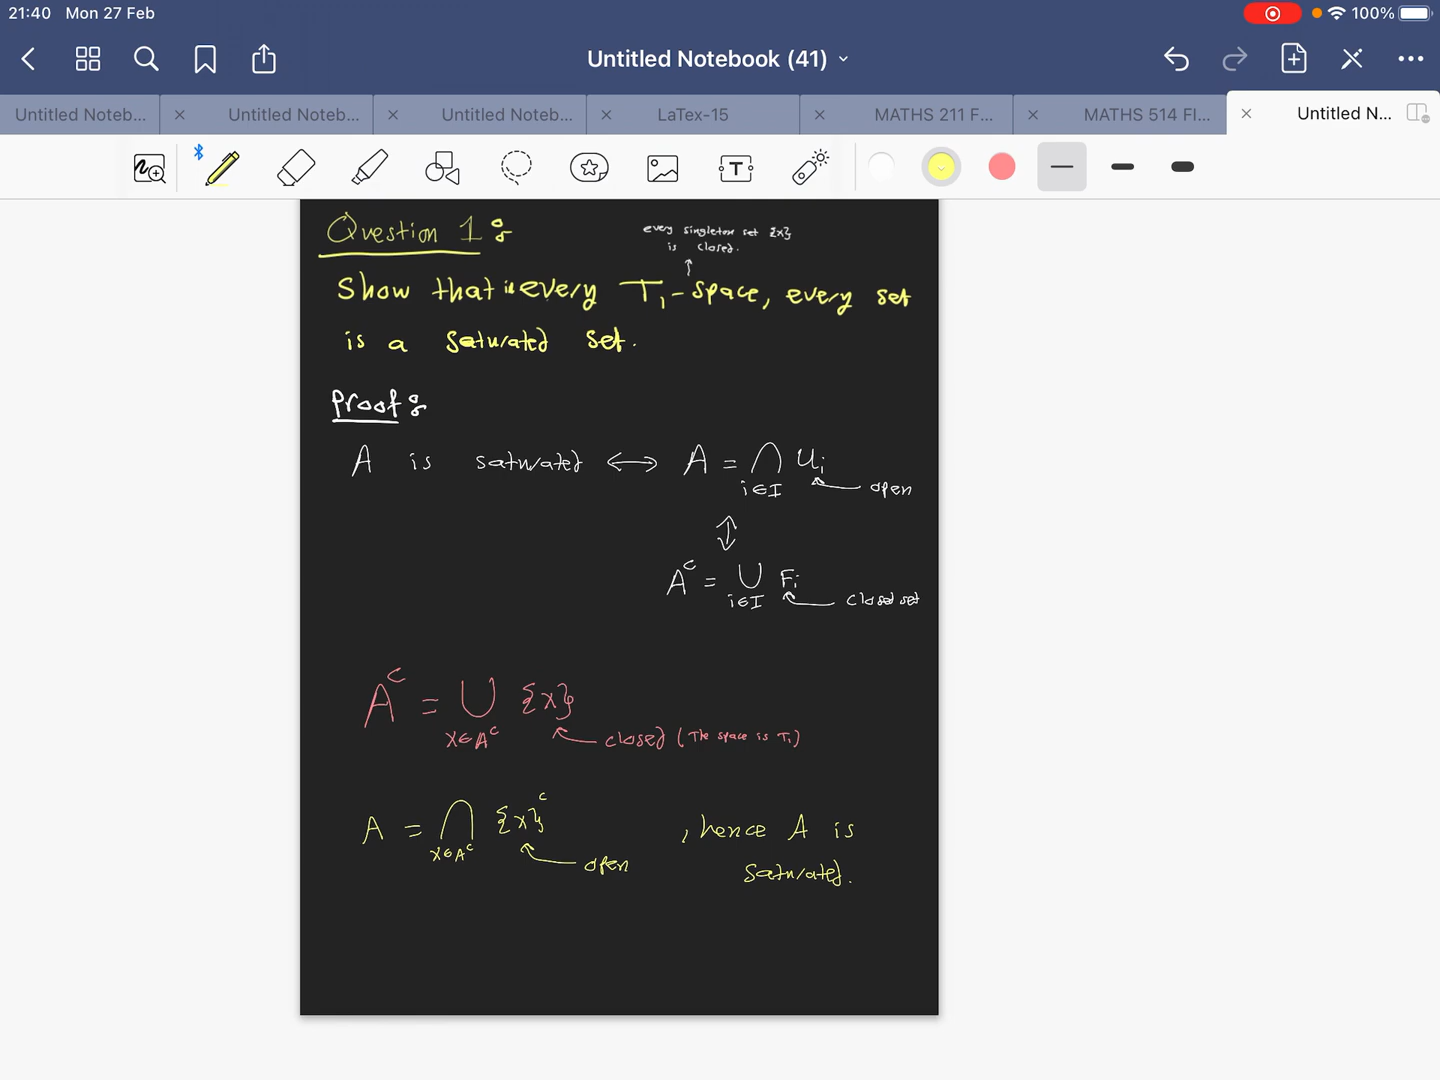 21:40 Mon 27 Feb
100%
Untitled Notebook (41)
Untitled Noteb...
Untitled Noteb...
Untitled Noteb...
LaTex-15
MATHS 211 F...
MATHS 514 FI...
Untitled N...
Question 1:
every singleton set {x}
is closed.
↑
Show that in every T₁-space, every set
is a saturated set.
Proof:
A is saturated ↔ A = ⋂ Uᵢ
i∈I
open
⇕
Aᶜ = ⋃ Fᵢ
i∈I
closed set
Aᶜ = ⋃ {x}
x∈Aᶜ
closed (The space is T₁)
A = ⋂ {x}ᶜ , hence A is
x∈Aᶜ
open
saturated.